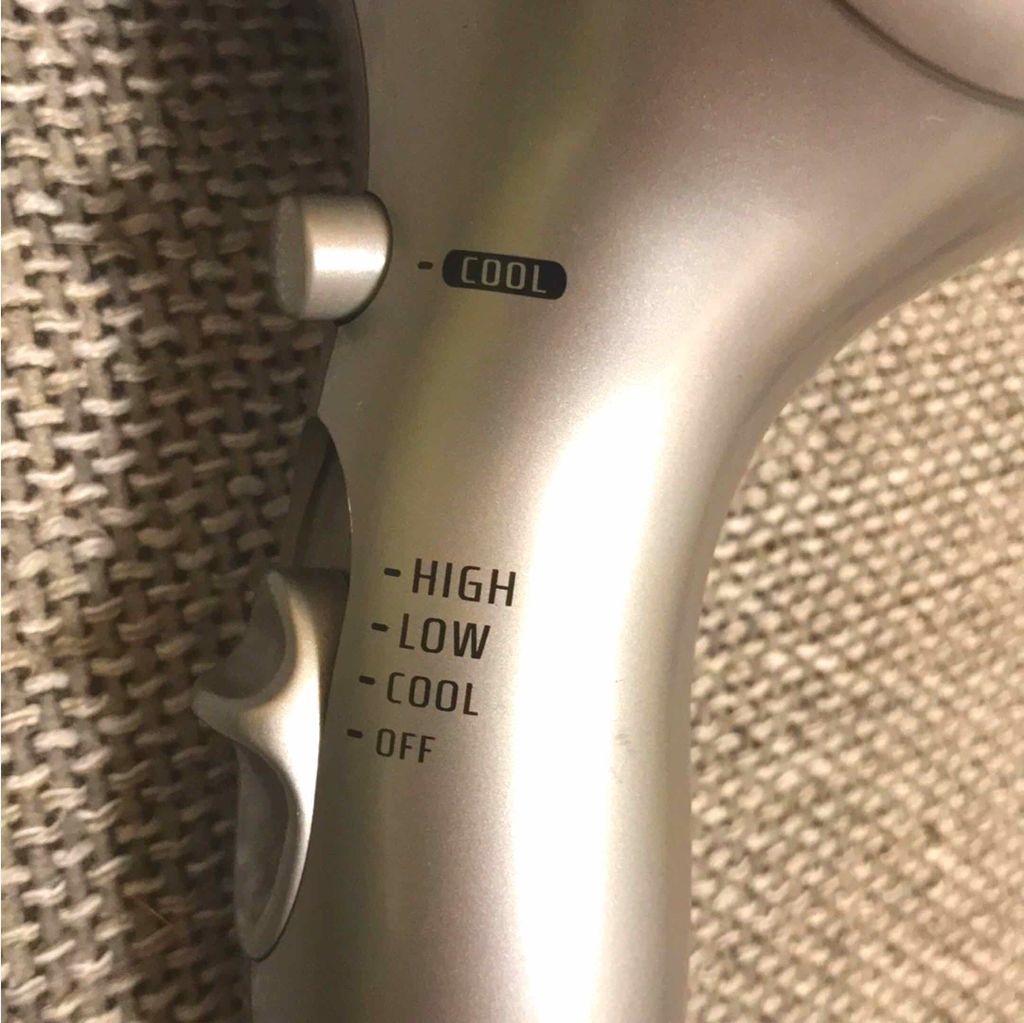 - COOL
- HIGH
- LOW
- COOL
- OFF